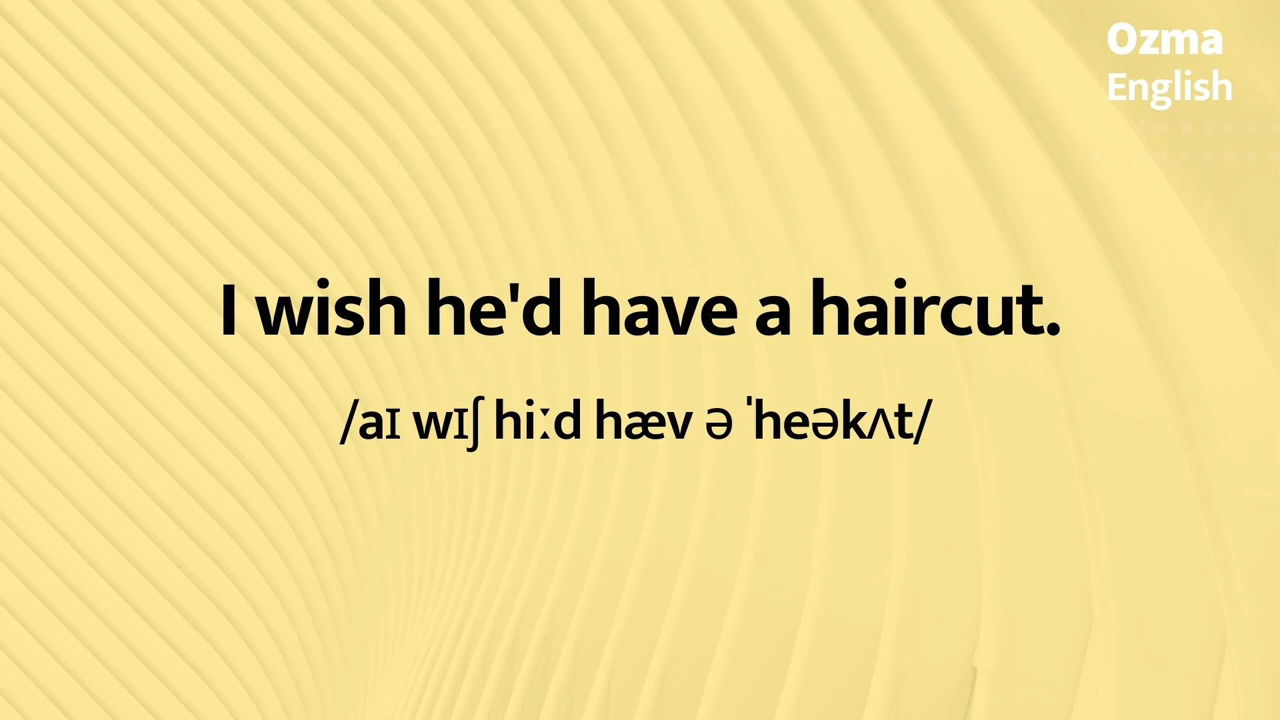 Ozma
English
I wish he'd have a haircut.
/aɪ wɪʃ hiːd hæv ə ˈheəkʌt/